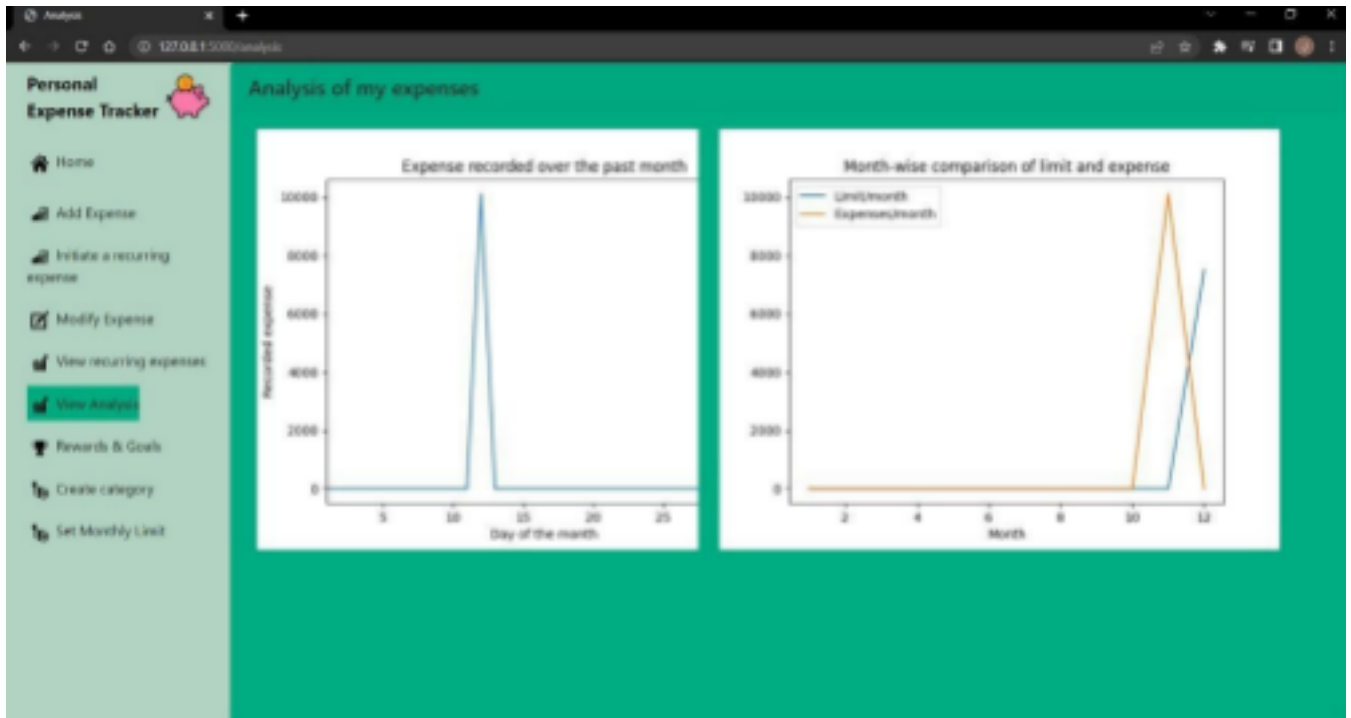 Analysis
127.0.0.1:5000/analysis
Personal
Expense Tracker
Home
Add Expense
Initiate a recurring
expense
Modify Expense
View recurring expenses
View Analysis
Rewards & Goals
Create category
Set Monthly Limit
Analysis of my expenses
Expense recorded over the past month
10000
8000
6000
4000
2000
0
Recorded expense
5 10 15 20 25
Day of the month
Month-wise comparison of limit and expense
Limit/month
Expenses/month
10000
8000
6000
4000
2000
0
2 4 6 8 10 12
Month